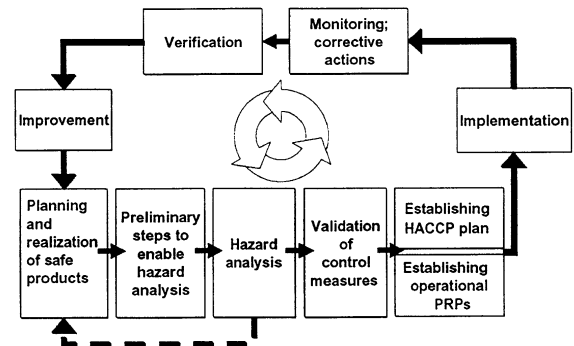 Verification
Monitoring;
corrective
actions
Improvement
Implementation
Planning
and
realization
of safe
products
Preliminary
steps to
enable
hazard
analysis
Hazard
analysis
Validation
of
control
measures
Establishing
HACCP plan
Establishing
operational
PRPs